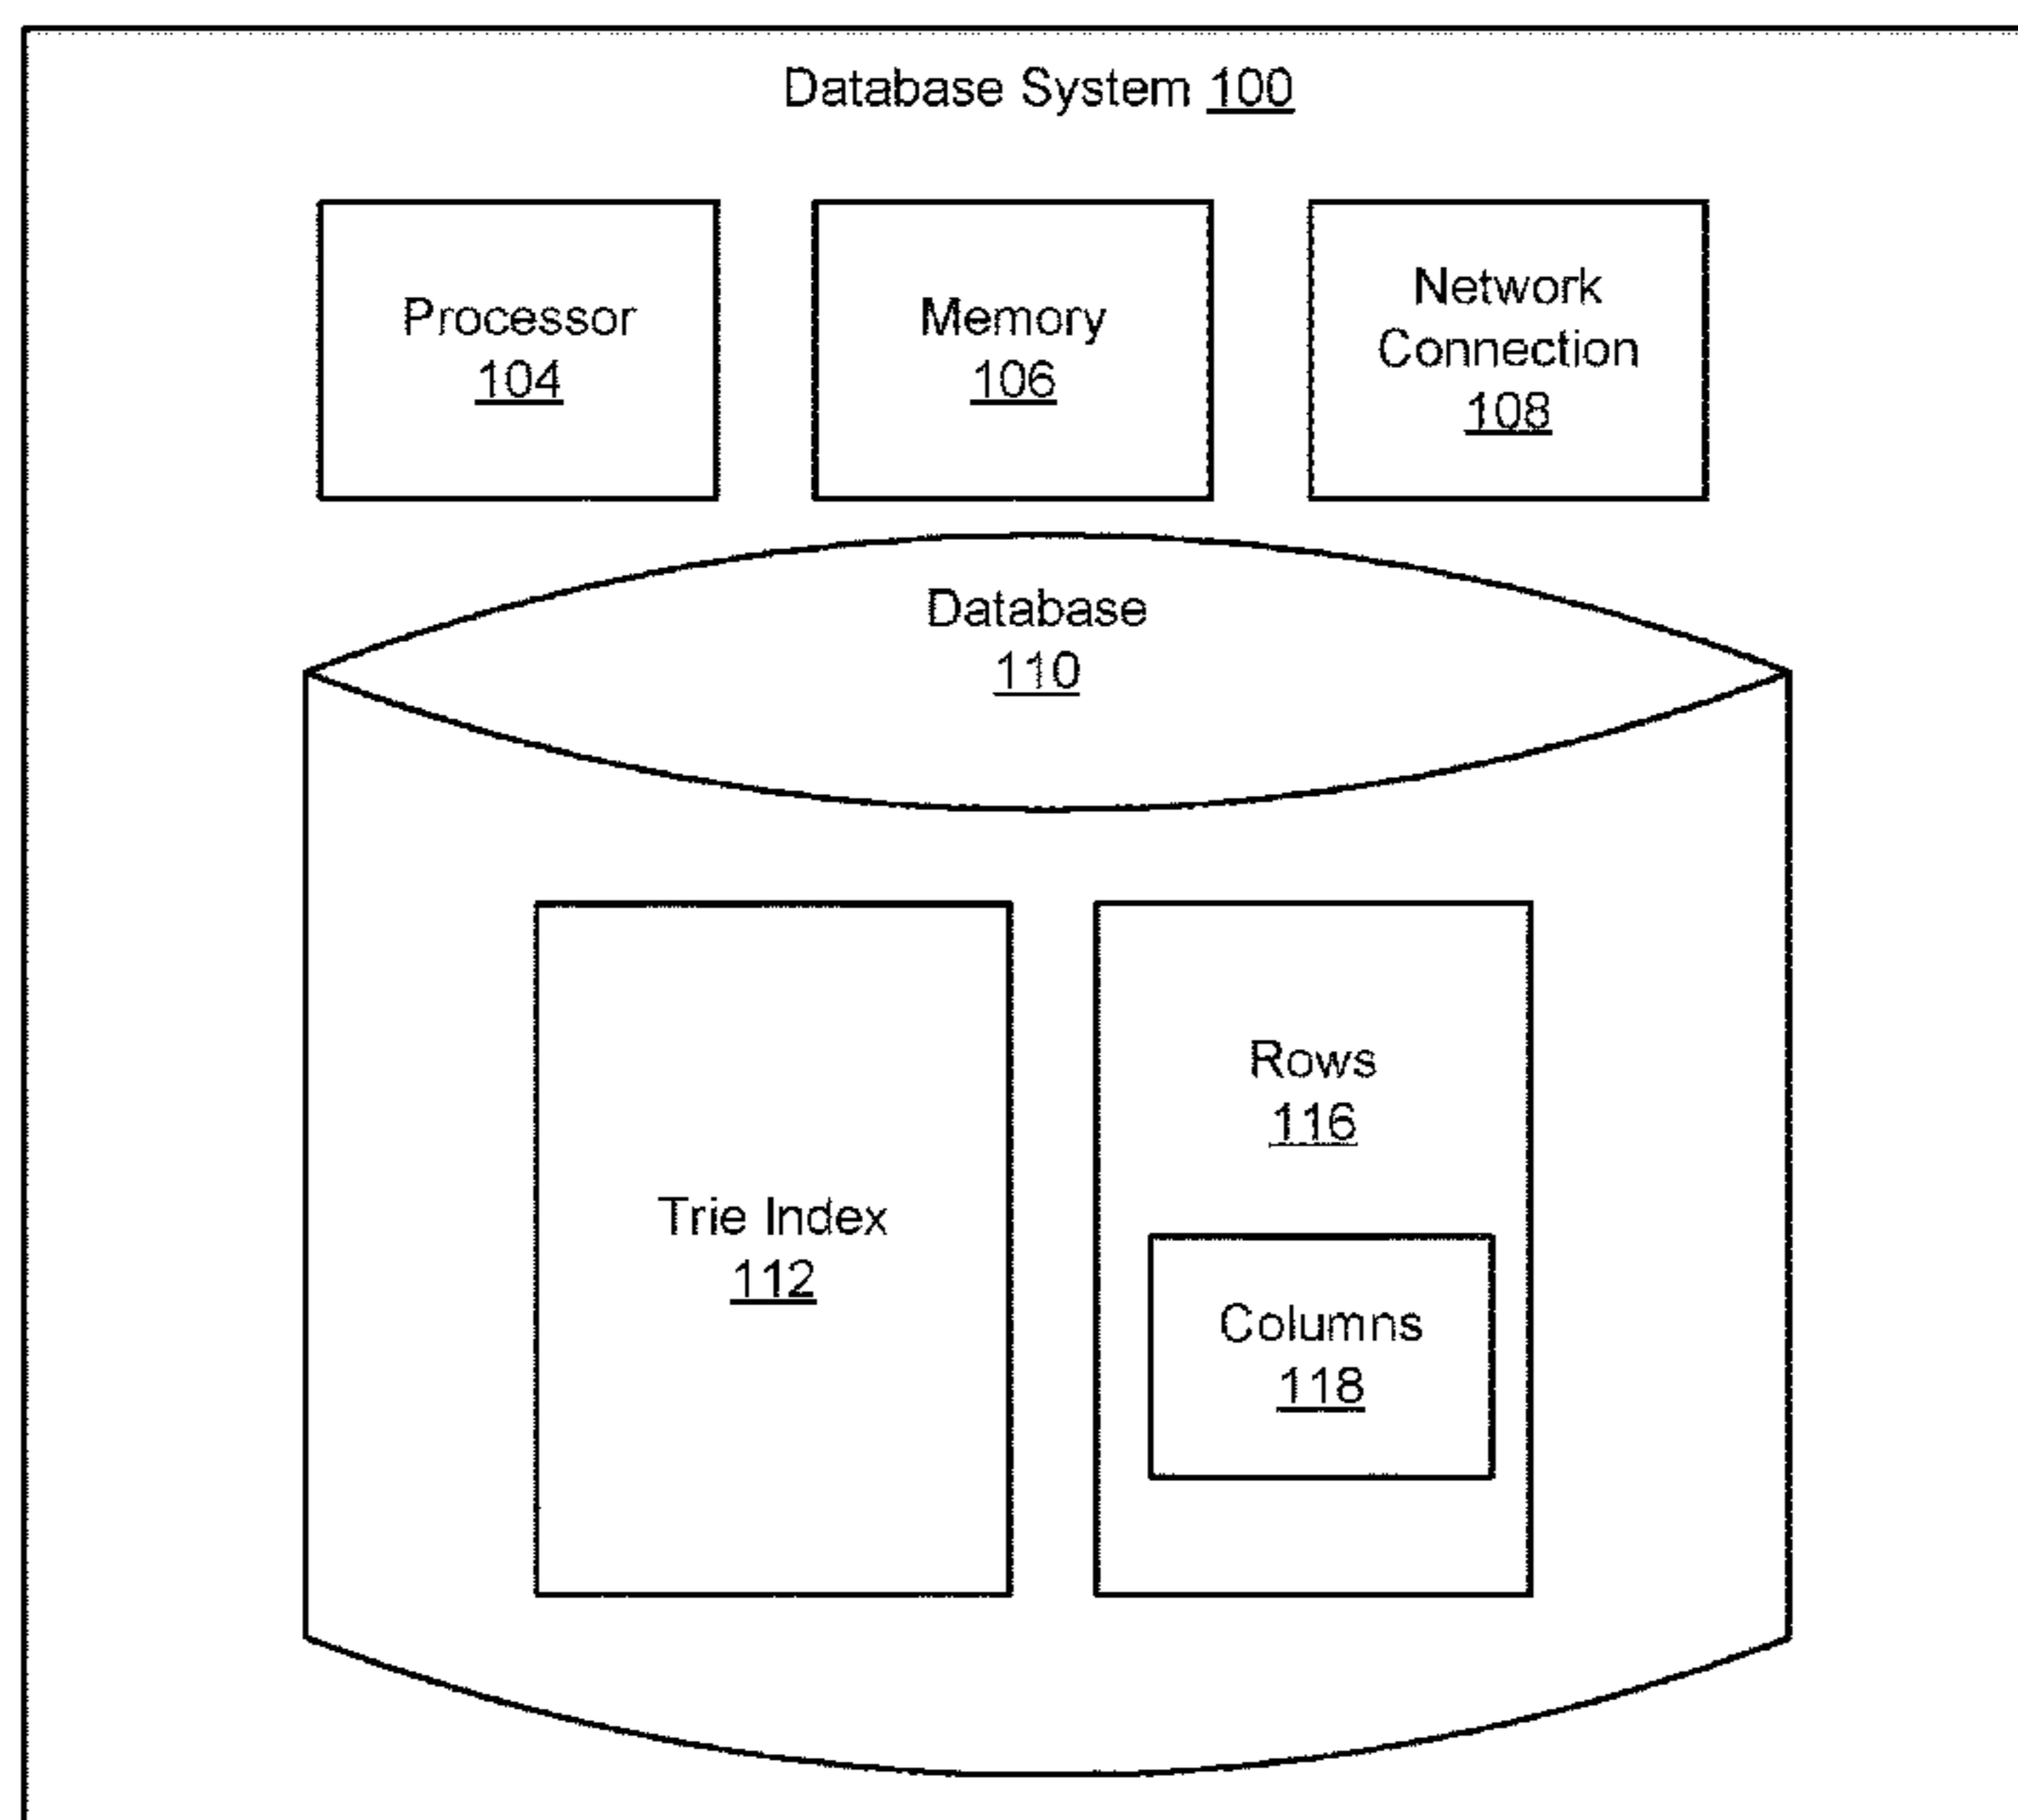 Database System 100
Processor
104
Memory
106
Network
Connection
108
Database
110
Trie Index
112
Rows
116
Columns
118